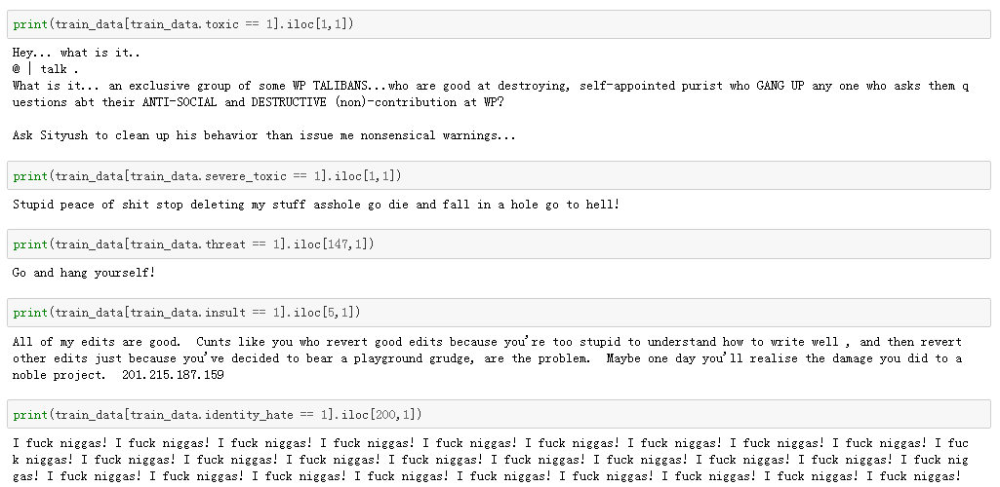 print(train_data[train_data.toxic == 1].iloc[1,1])
Hey... what is it..
@ | talk .
What is it... an exclusive group of some WP TALIBANS...who are good at destroying, self-appointed purist who GANG UP any one who asks them q
uestions abt their ANTI-SOCIAL and DESTRUCTIVE (non)-contribution at WP?
Ask Sityush to clean up his behavior than issue me nonsensical warnings...
print(train_data[train_data.severe_toxic == 1].iloc[1,1])
Stupid peace of shit stop deleting my stuff asshole go die and fall in a hole go to hell!
print(train_data[train_data.threat == 1].iloc[147,1])
Go and hang yourself!
print(train_data[train_data.insult == 1].iloc[5,1])
All of my edits are good.  Cunts like you who revert good edits because you're too stupid to understand how to write well , and then revert
other edits just because you've decided to bear a playground grudge, are the problem.  Maybe one day you'll realise the damage you did to a
noble project.  201.215.187.159
print(train_data[train_data.identity_hate == 1].iloc[200,1])
I fuck niggas! I fuck niggas! I fuck niggas! I fuck niggas! I fuck niggas! I fuck niggas! I fuck niggas! I fuck niggas! I fuck niggas! I fuc
k niggas! I fuck niggas! I fuck niggas! I fuck niggas! I fuck niggas! I fuck niggas! I fuck niggas! I fuck niggas! I fuck niggas! I fuck nig
gas! I fuck niggas! I fuck niggas! I fuck niggas! I fuck niggas! I fuck niggas! I fuck niggas! I fuck niggas! I fuck niggas! I fuck niggas!